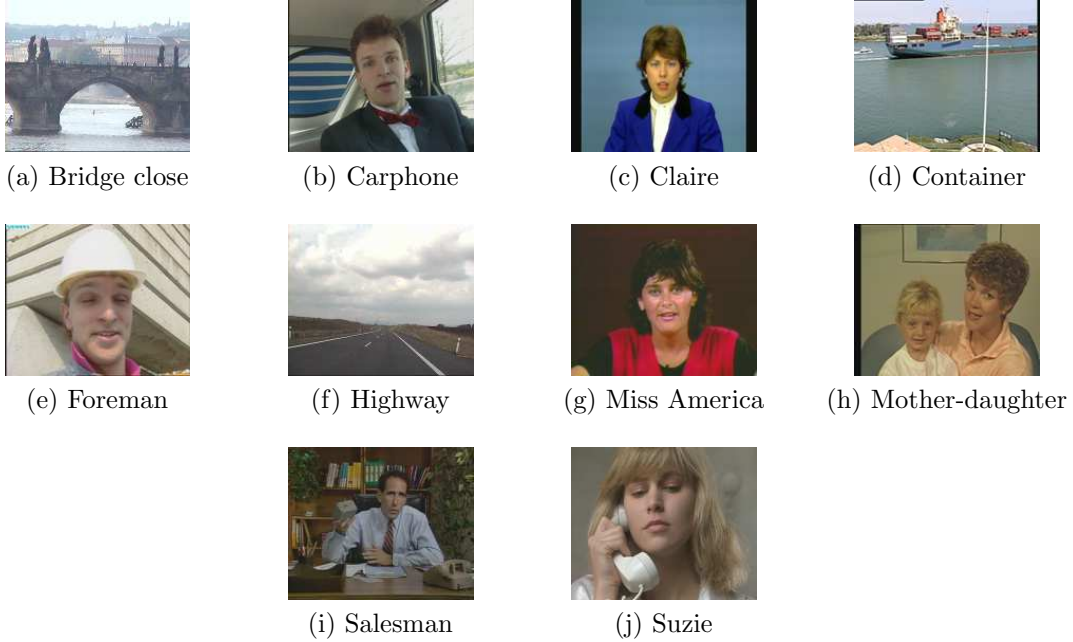 (a) Bridge close
(b) Carphone
(c) Claire
(d) Container
(e) Foreman
(f) Highway
(g) Miss America
(h) Mother-daughter
(i) Salesman
(j) Suzie